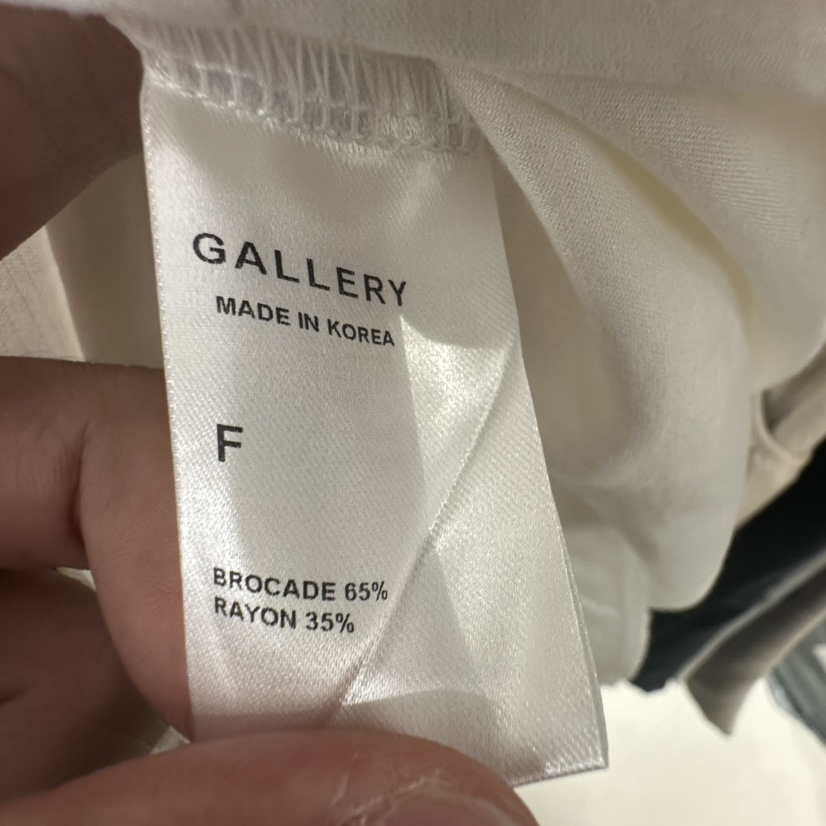 GALLERY
MADE IN KOREA
F
BROCADE 65%
RAYON 35%